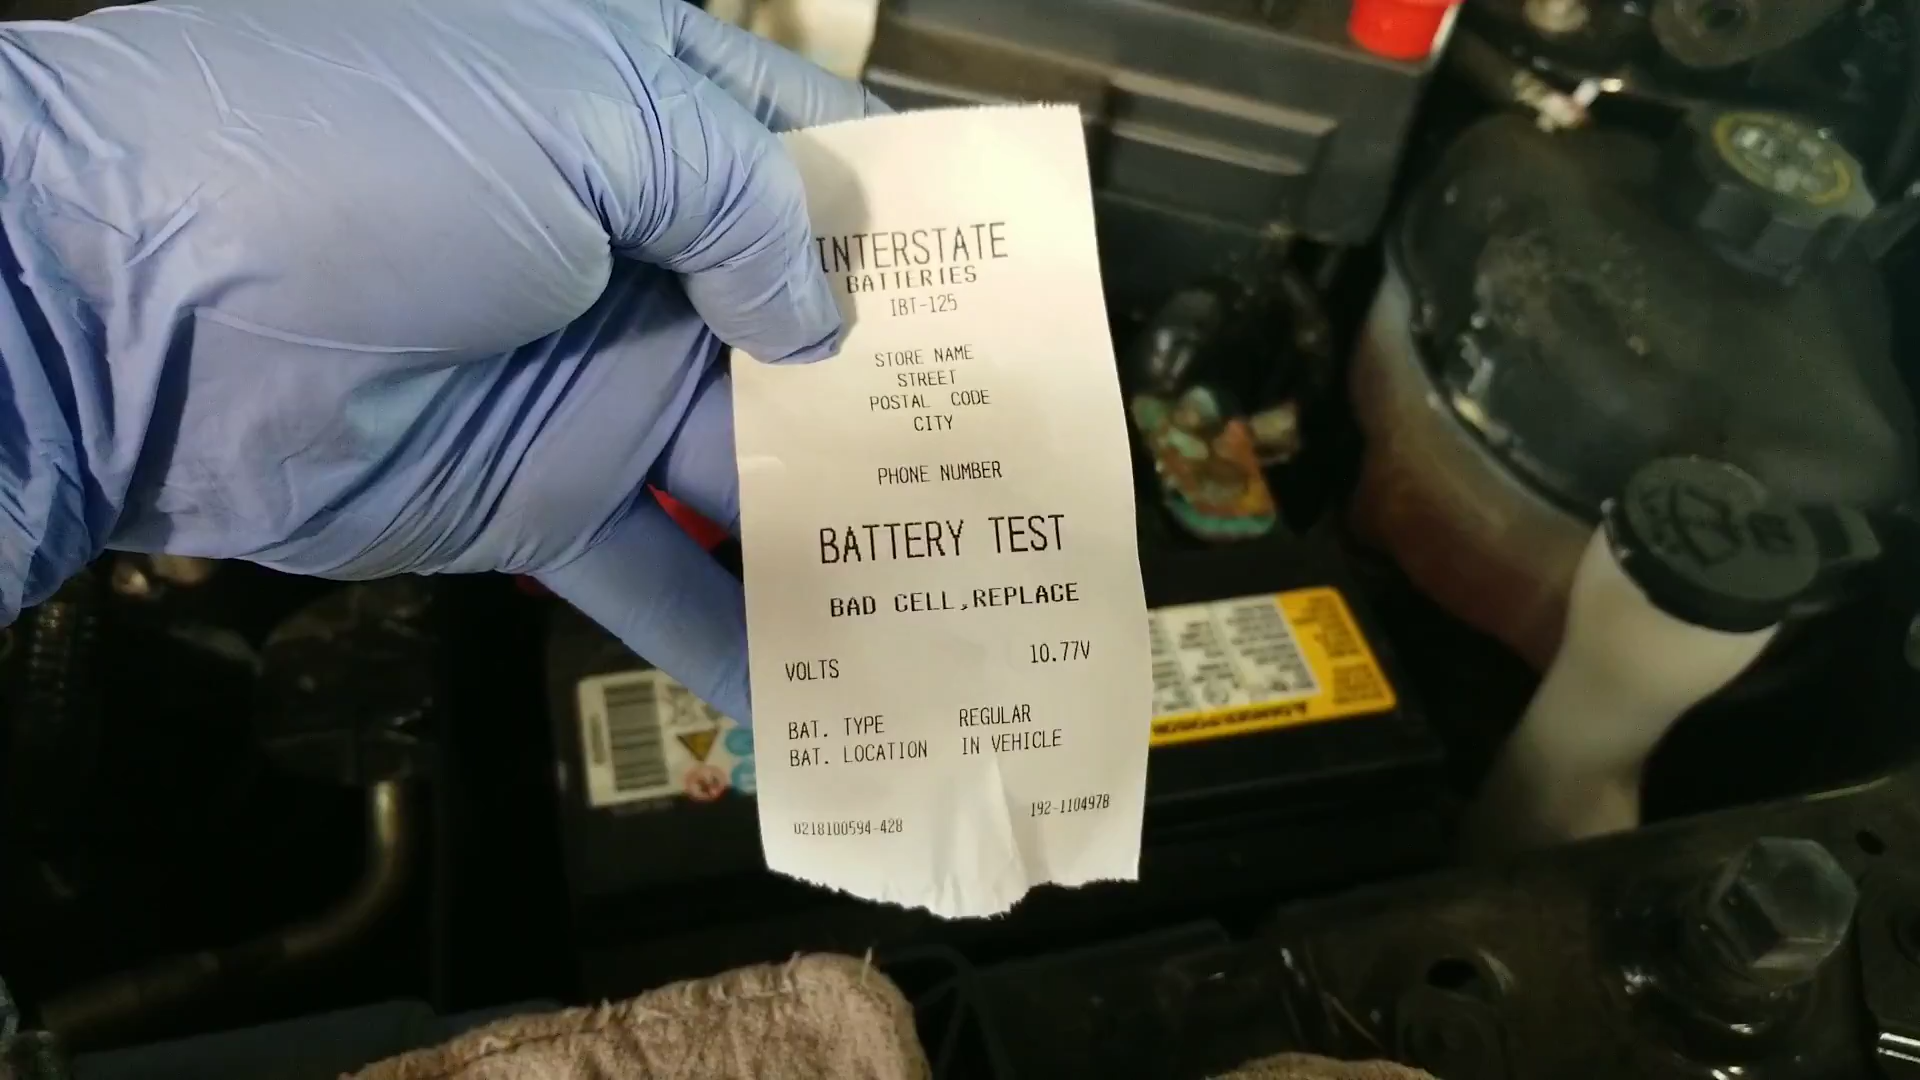 INTERSTATE
BATTERIES
IBT-125
STORE NAME
STREET
POSTAL CODE
CITY
PHONE NUMBER
BATTERY TEST
BAD CELL,REPLACE
VOLTS 10.77V
BAT. TYPE REGULAR
BAT. LOCATION IN VEHICLE
0218100594-428 192-1104978